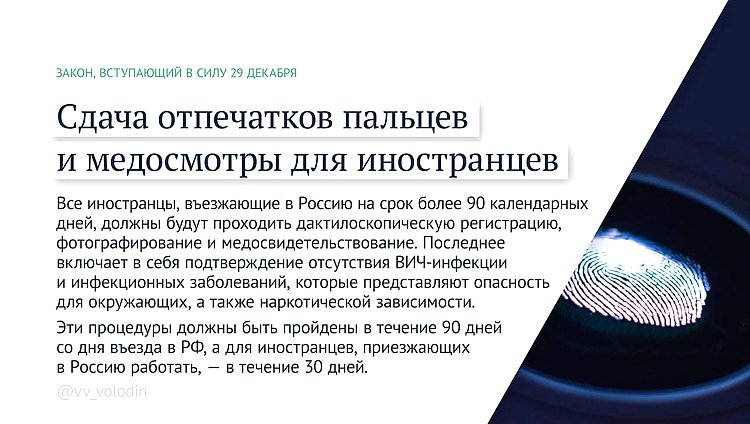 ЗАКОН, ВСТУПАЮЩИЙ В СИЛУ 29 ДЕКАБРЯ
Сдача отпечатков пальцев
и медосмотры для иностранцев
Все иностранцы, въезжающие в Россию на срок более 90 календарных
дней, должны будут проходить дактилоскопическую регистрацию,
фотографирование и медосвидетельствование. Последнее
включает в себя подтверждение отсутствия ВИЧ-инфекции
и инфекционных заболеваний, которые представляют опасность
для окружающих, а также наркотической зависимости.
Эти процедуры должны быть пройдены в течение 90 дней
со дня въезда в РФ, а для иностранцев, приезжающих
в Россию работать, — в течение 30 дней.
@vv_volodin